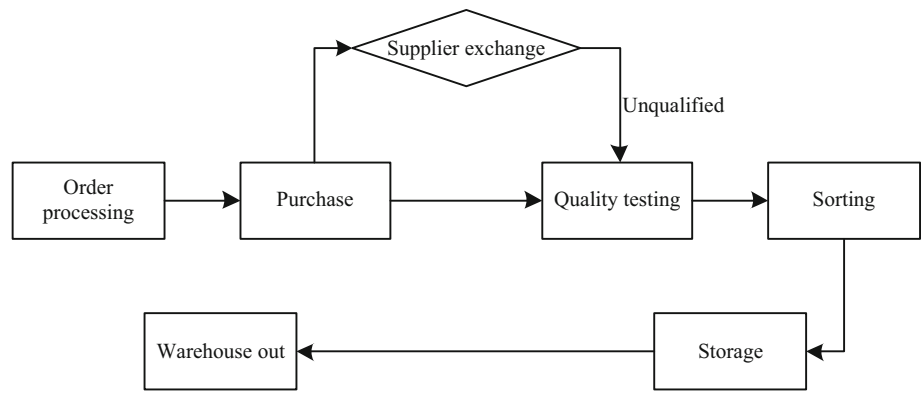 Supplier exchange
Unqualified
Order
processing
Purchase
Quality testing
Sorting
Warehouse out
Storage